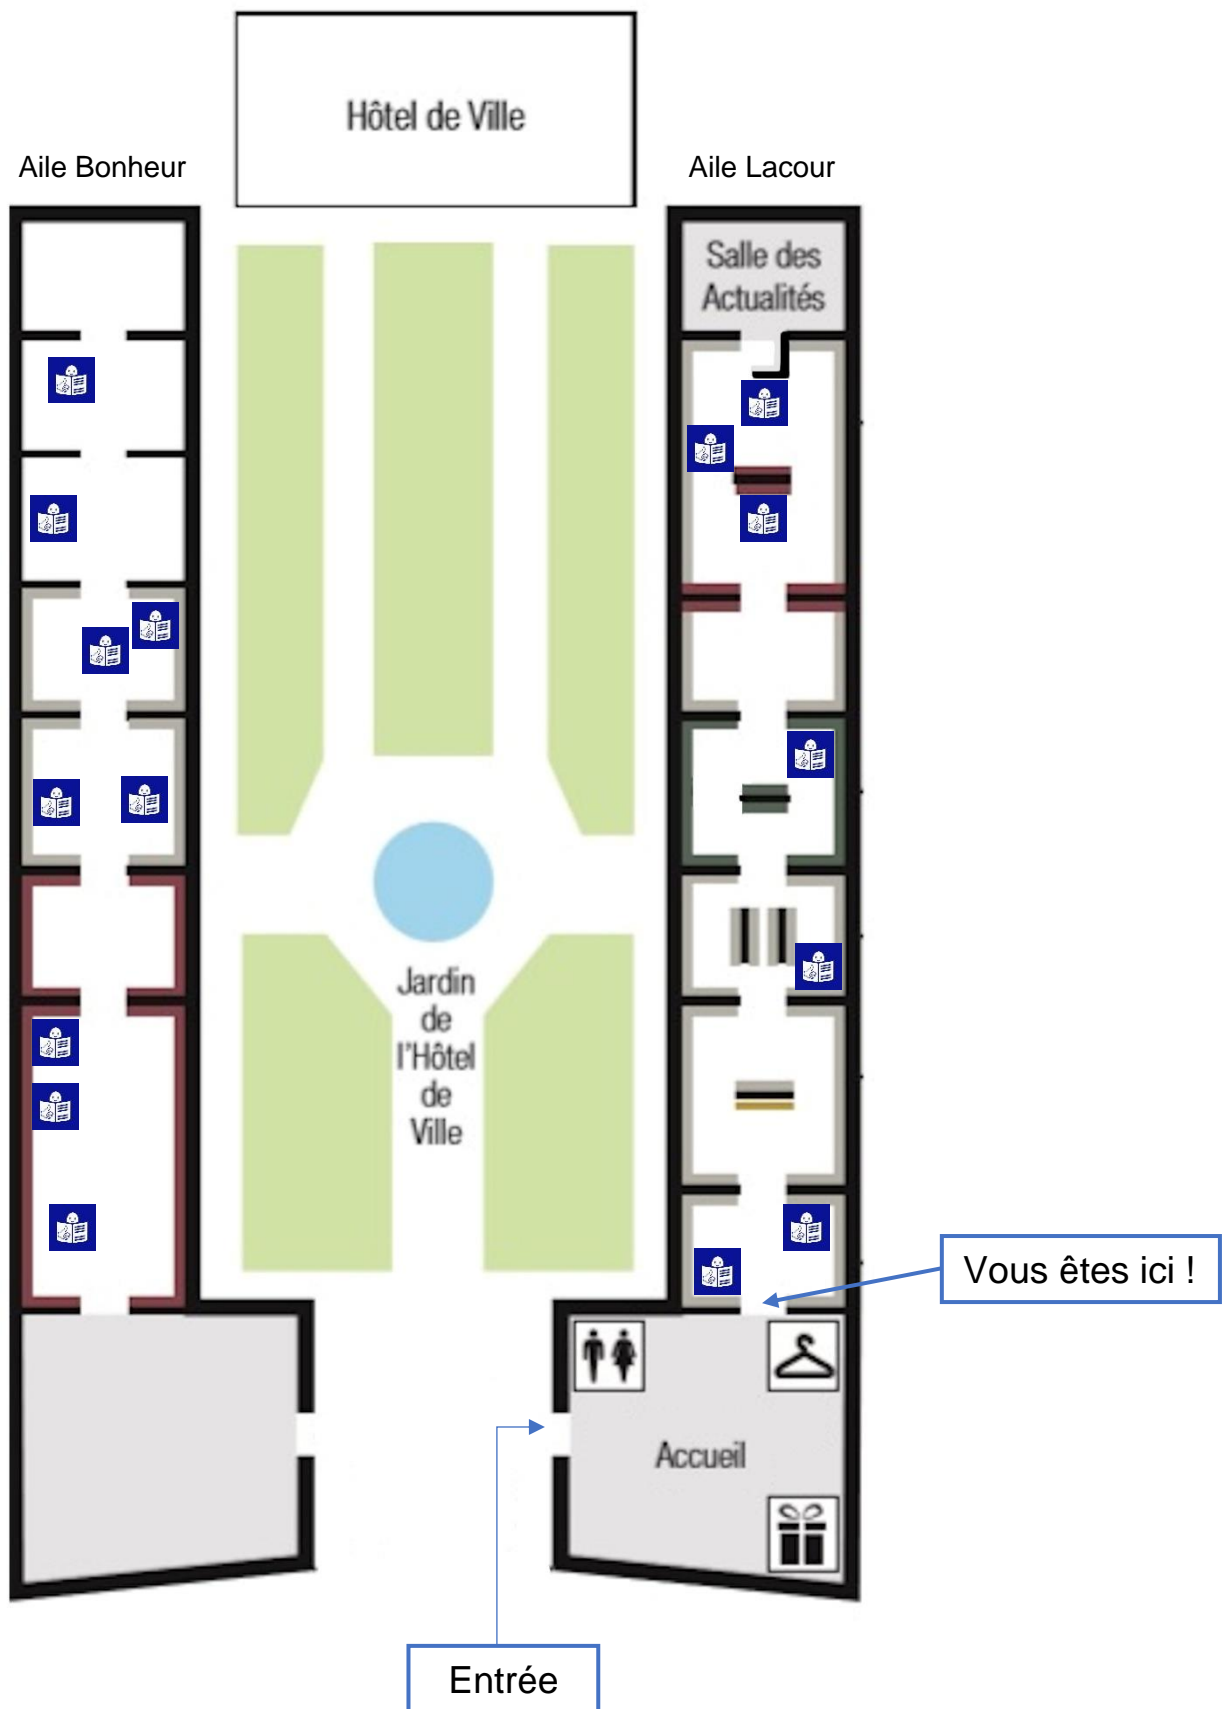 Hôtel de Ville
Aile Bonheur
Aile Lacour
Salle des
Actualités
Jardin
de
l'Hôtel
de
Ville
Vous êtes ici !
Accueil
Entrée